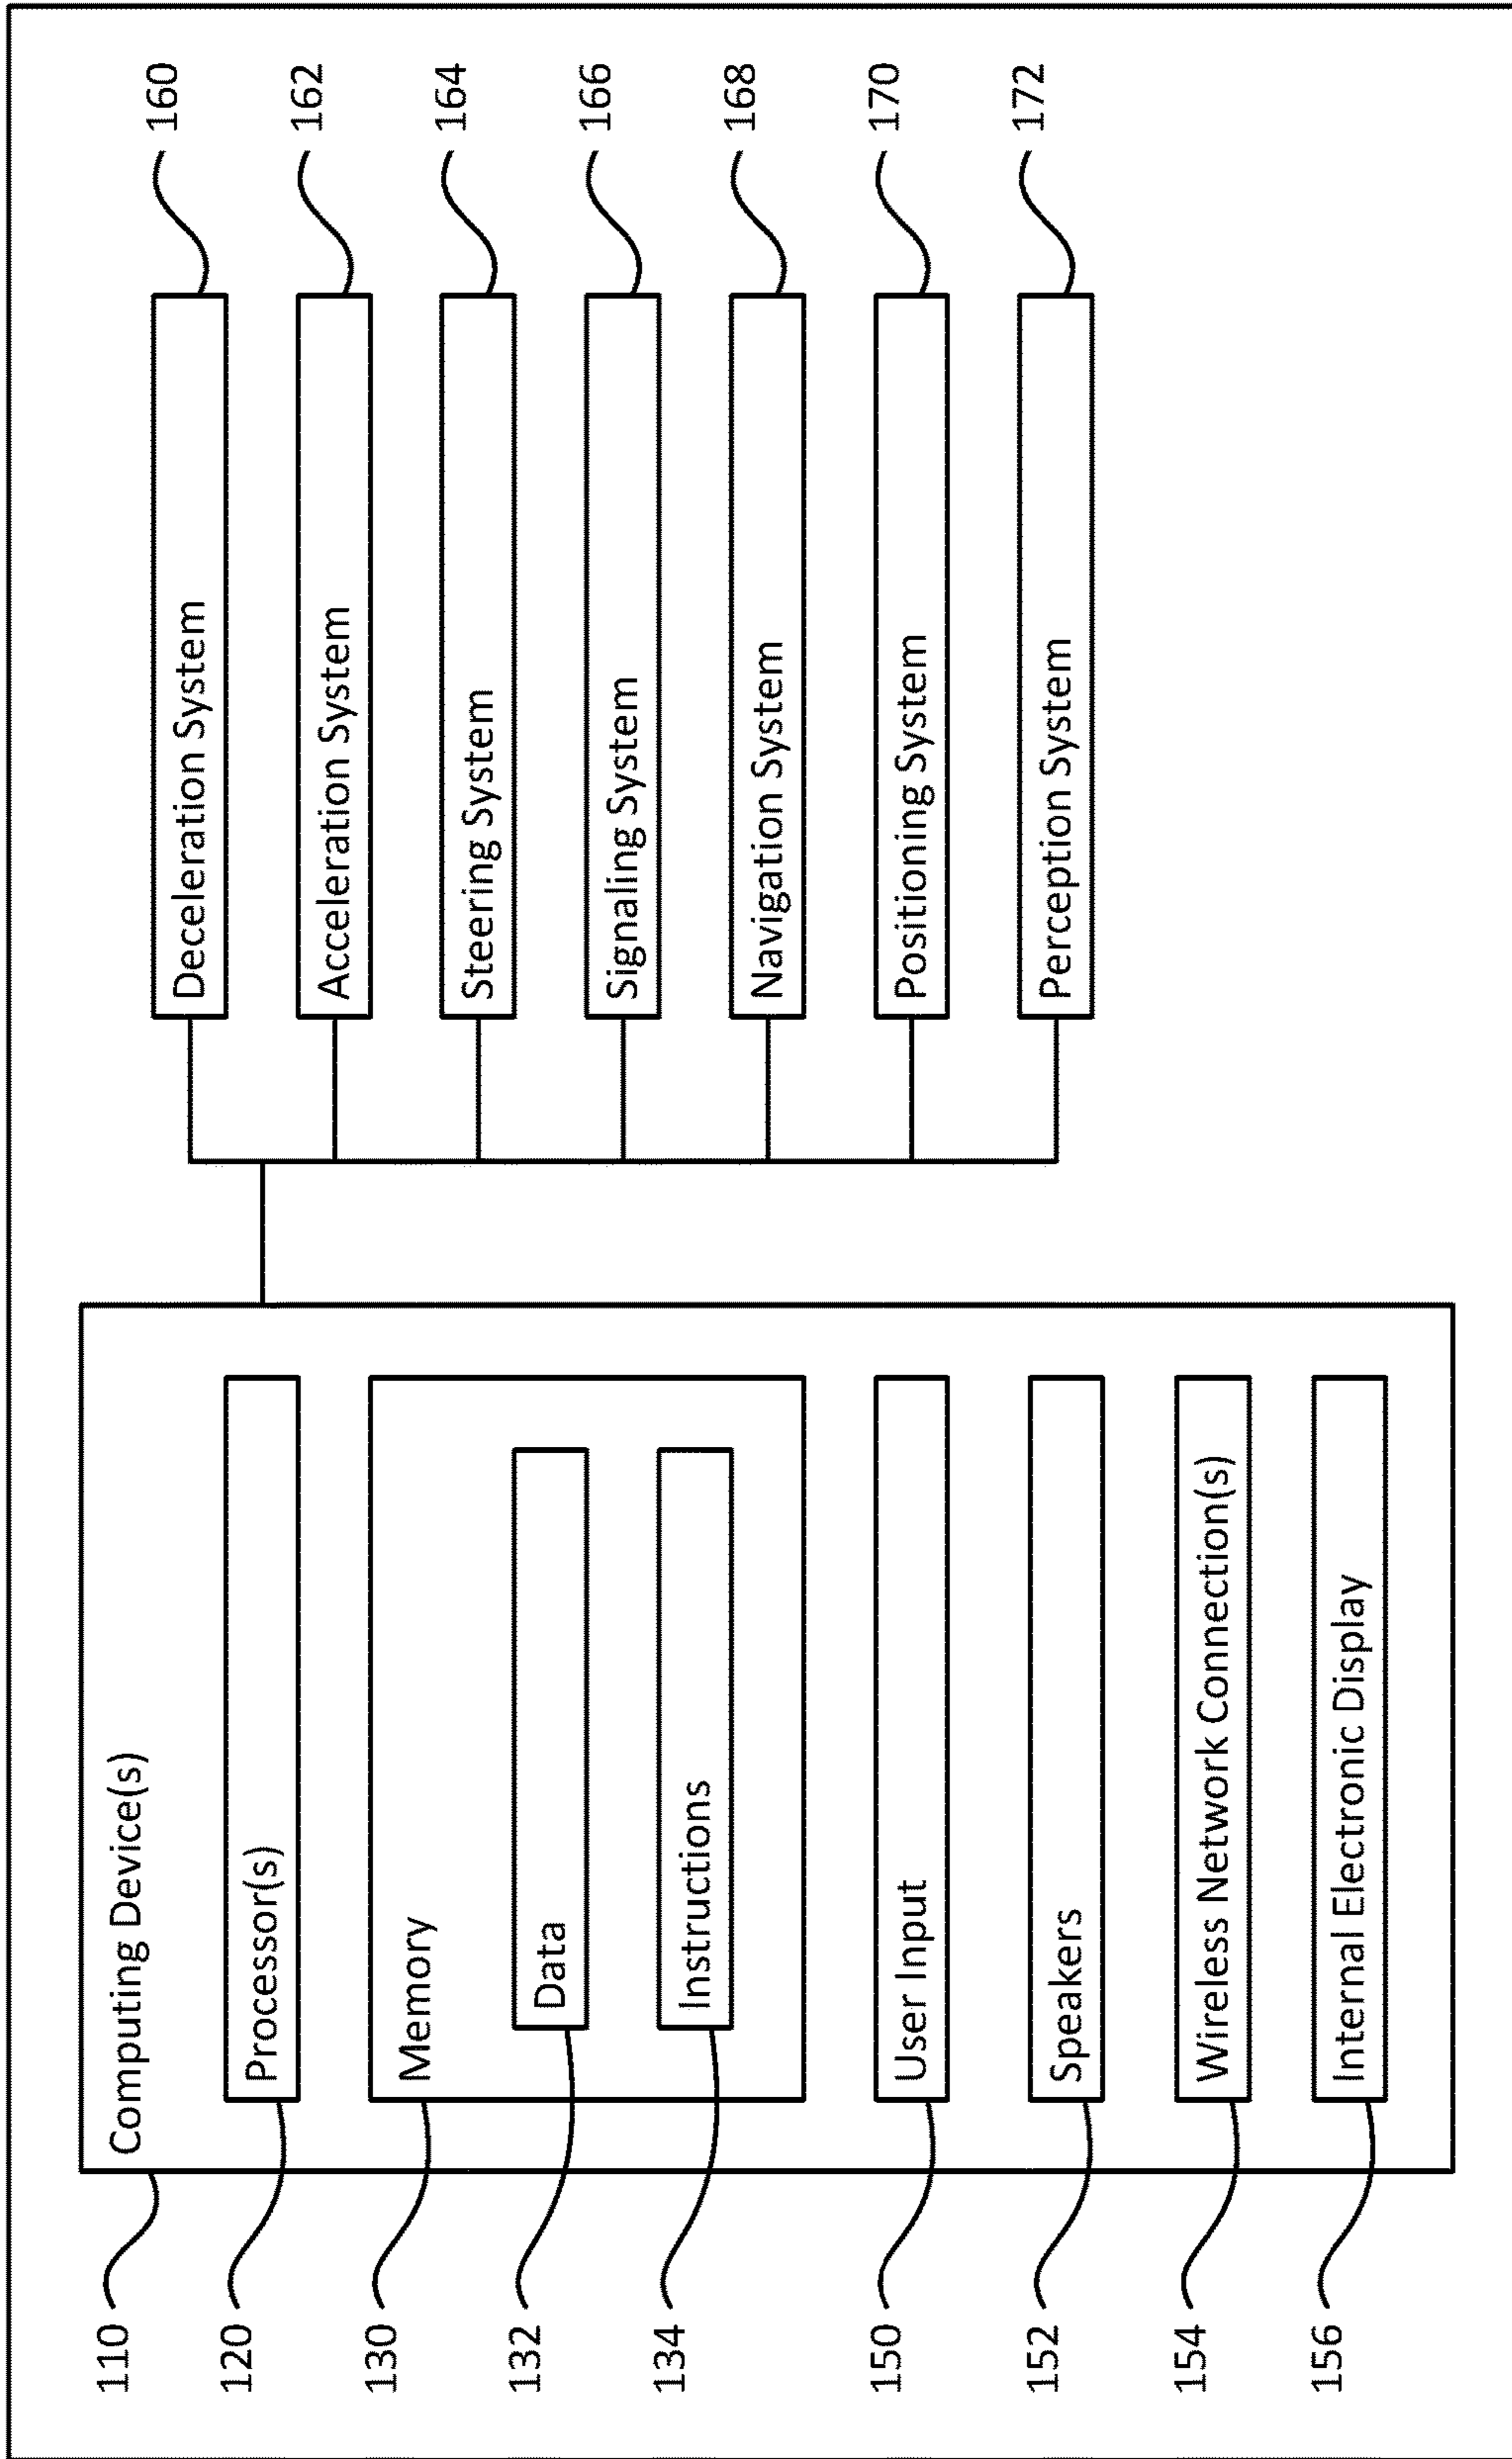 110
Computing Device(s)
120
Processor(s)
130
Memory
132
Data
134
Instructions
150
User Input
152
Speakers
154
Wireless Network Connection(s)
156
Internal Electronic Display
Deceleration System
160
Acceleration System
162
Steering System
164
Signaling System
166
Navigation System
168
Positioning System
170
Perception System
172